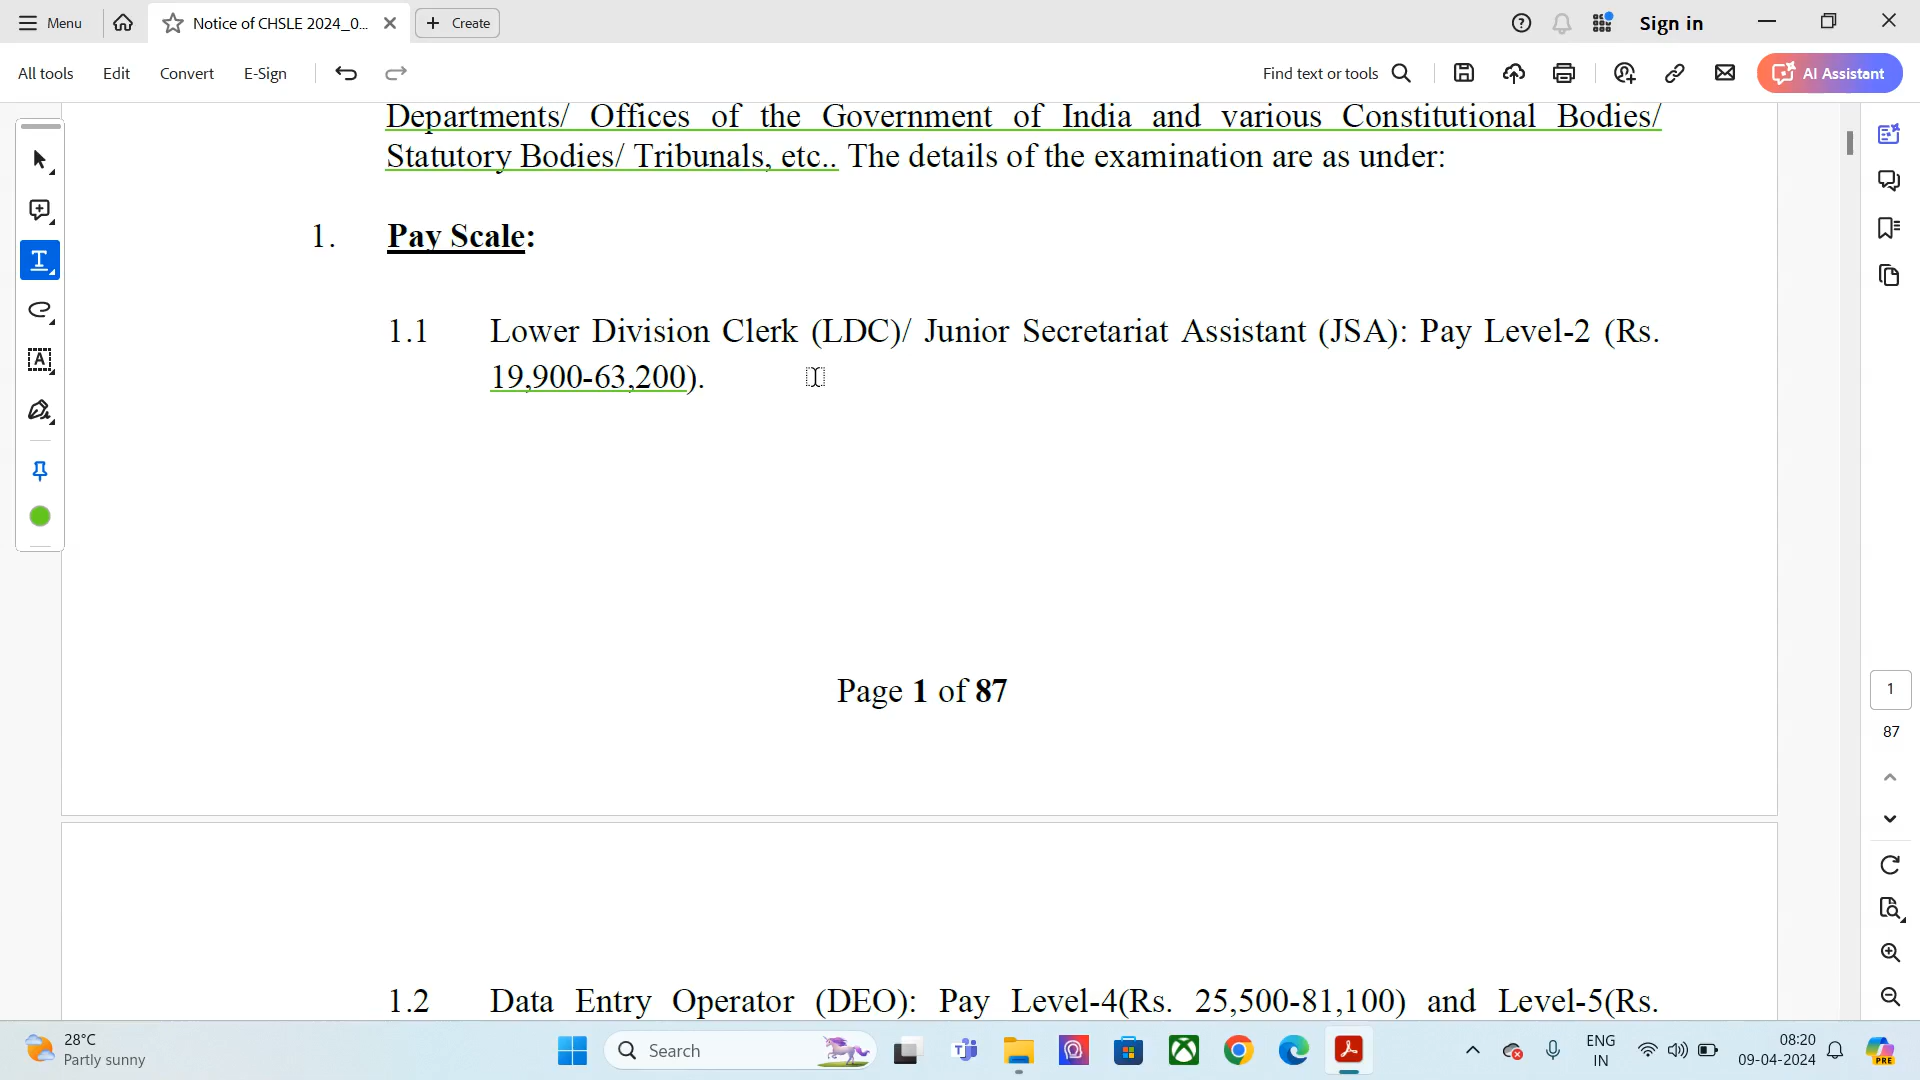 Menu
Notice of CHSLE 2024_0...
Create
Sign in
All tools
Edit
Convert
E-Sign
Find text or tools
AI Assistant
Departments/ Offices of the Government of India and various Constitutional Bodies/
Statutory Bodies/ Tribunals, etc.. The details of the examination are as under:
1. Pay Scale:
1.1 Lower Division Clerk (LDC)/ Junior Secretariat Assistant (JSA): Pay Level-2 (Rs.
19,900-63,200).
Page 1 of 87
1
87
1.2 Data Entry Operator (DEO): Pay Level-4(Rs. 25,500-81,100) and Level-5(Rs.
28°C
Partly sunny
Search
ENG
IN
08:20
09-04-2024
PRE